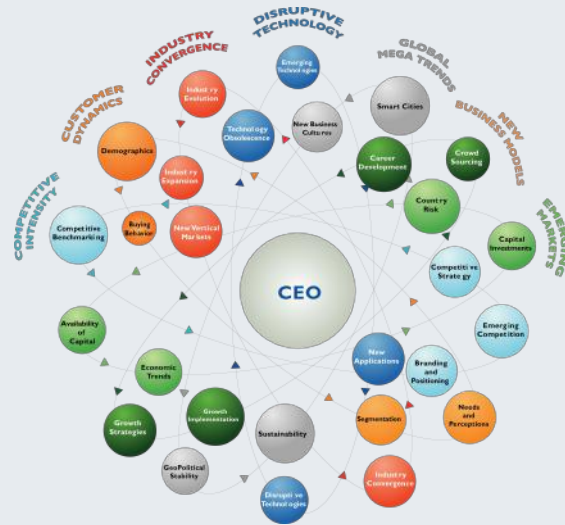 DISRUPTIVE
TECHNOLOGY
INDUSTRY
CONVERGENCE
GLOBAL
MEGA TRENDS
CUSTOMER
DYNAMICS
NEW
BUSINESS MODELS
COMPETITIVE
INTENSITY
EMERGING
MARKETS
Emerging
Technologies
Industry
Evolution
Smart Cities
New Business
Cultures
Technology
Obsolescence
Demographics
Career
Development
Crowd
Sourcing
Industry
Expansion
Country
Risk
Competitive
Benchmarking
Buying
Behavior
New Vertical
Markets
Capital
Investments
Competitive
Strategy
CEO
Availability
of
Capital
Emerging
Competition
Economic
Trends
New
Applications
Branding
and
Positioning
Growth
Strategies
Growth
Implementation
Sustainability
Segmentation
Needs
and
Perceptions
GeoPolitical
Stability
Industry
Convergence
Disruptive
Technologies